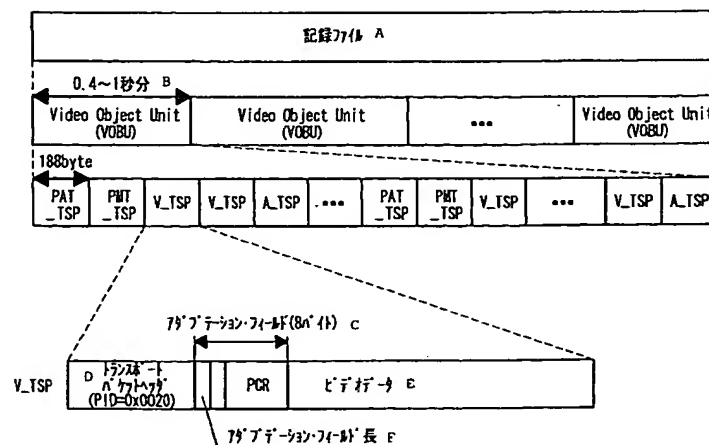 記録ファイル A
0.4～1秒分 B
Video Object Unit
(VOBU)
Video Object Unit
(VOBU)
•••
Video Object Unit
(VOBU)
188byte
PAT
_TSP
PMT
_TSP
V_TSP
V_TSP
A_TSP
•••
PAT
_TSP
PMT
_TSP
V_TSP
•••
V_TSP
A_TSP
アダプテーション・フィールド(8バイト) C
V_TSP
D トランスポート
パケットヘッダ
(PID=0x0020)
PCR
ビデオデータ E
アダプテーション・フィールド長 F